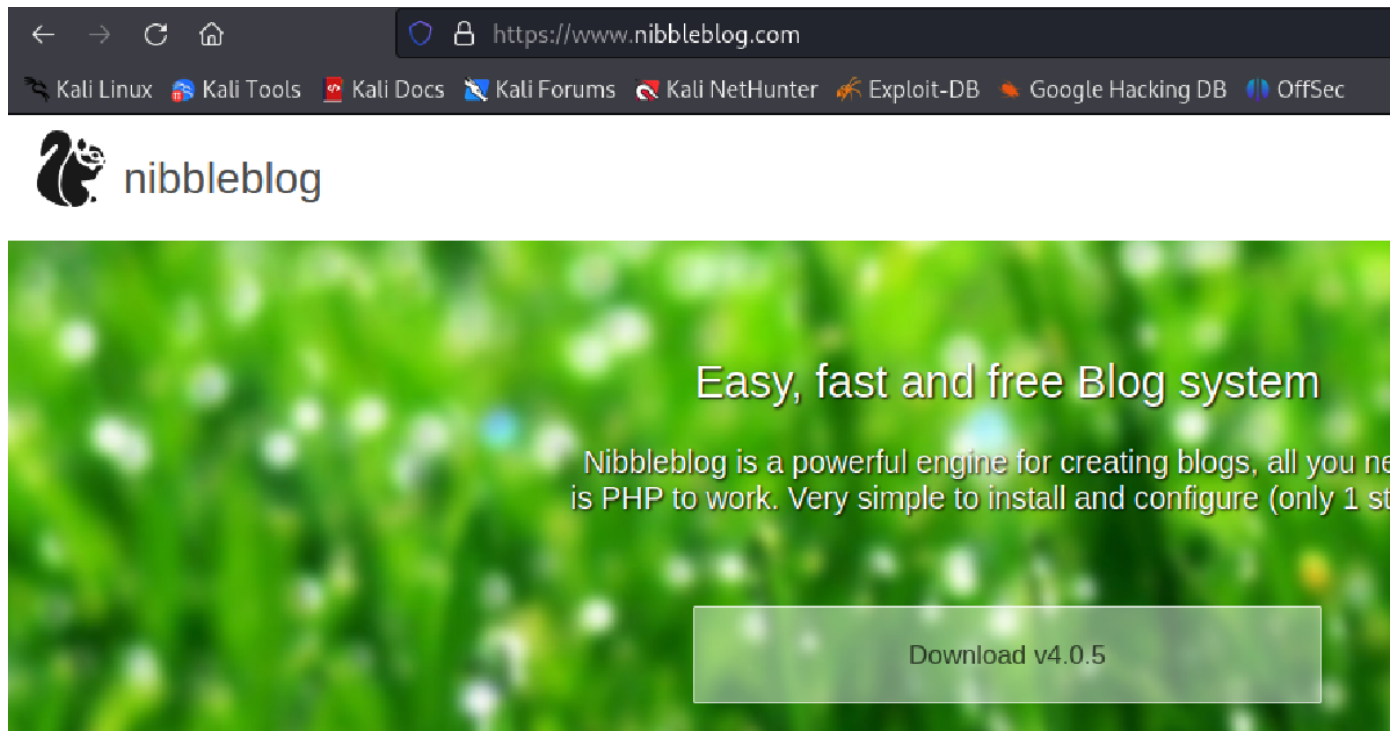 https://www.nibbleblog.com
Kali Linux Kali Tools Kali Docs Kali Forums Kali NetHunter Exploit-DB Google Hacking DB OffSec
nibbleblog
Easy, fast and free Blog system
Nibbleblog is a powerful engine for creating blogs, all you ne
is PHP to work. Very simple to install and configure (only 1 st
Download v4.0.5